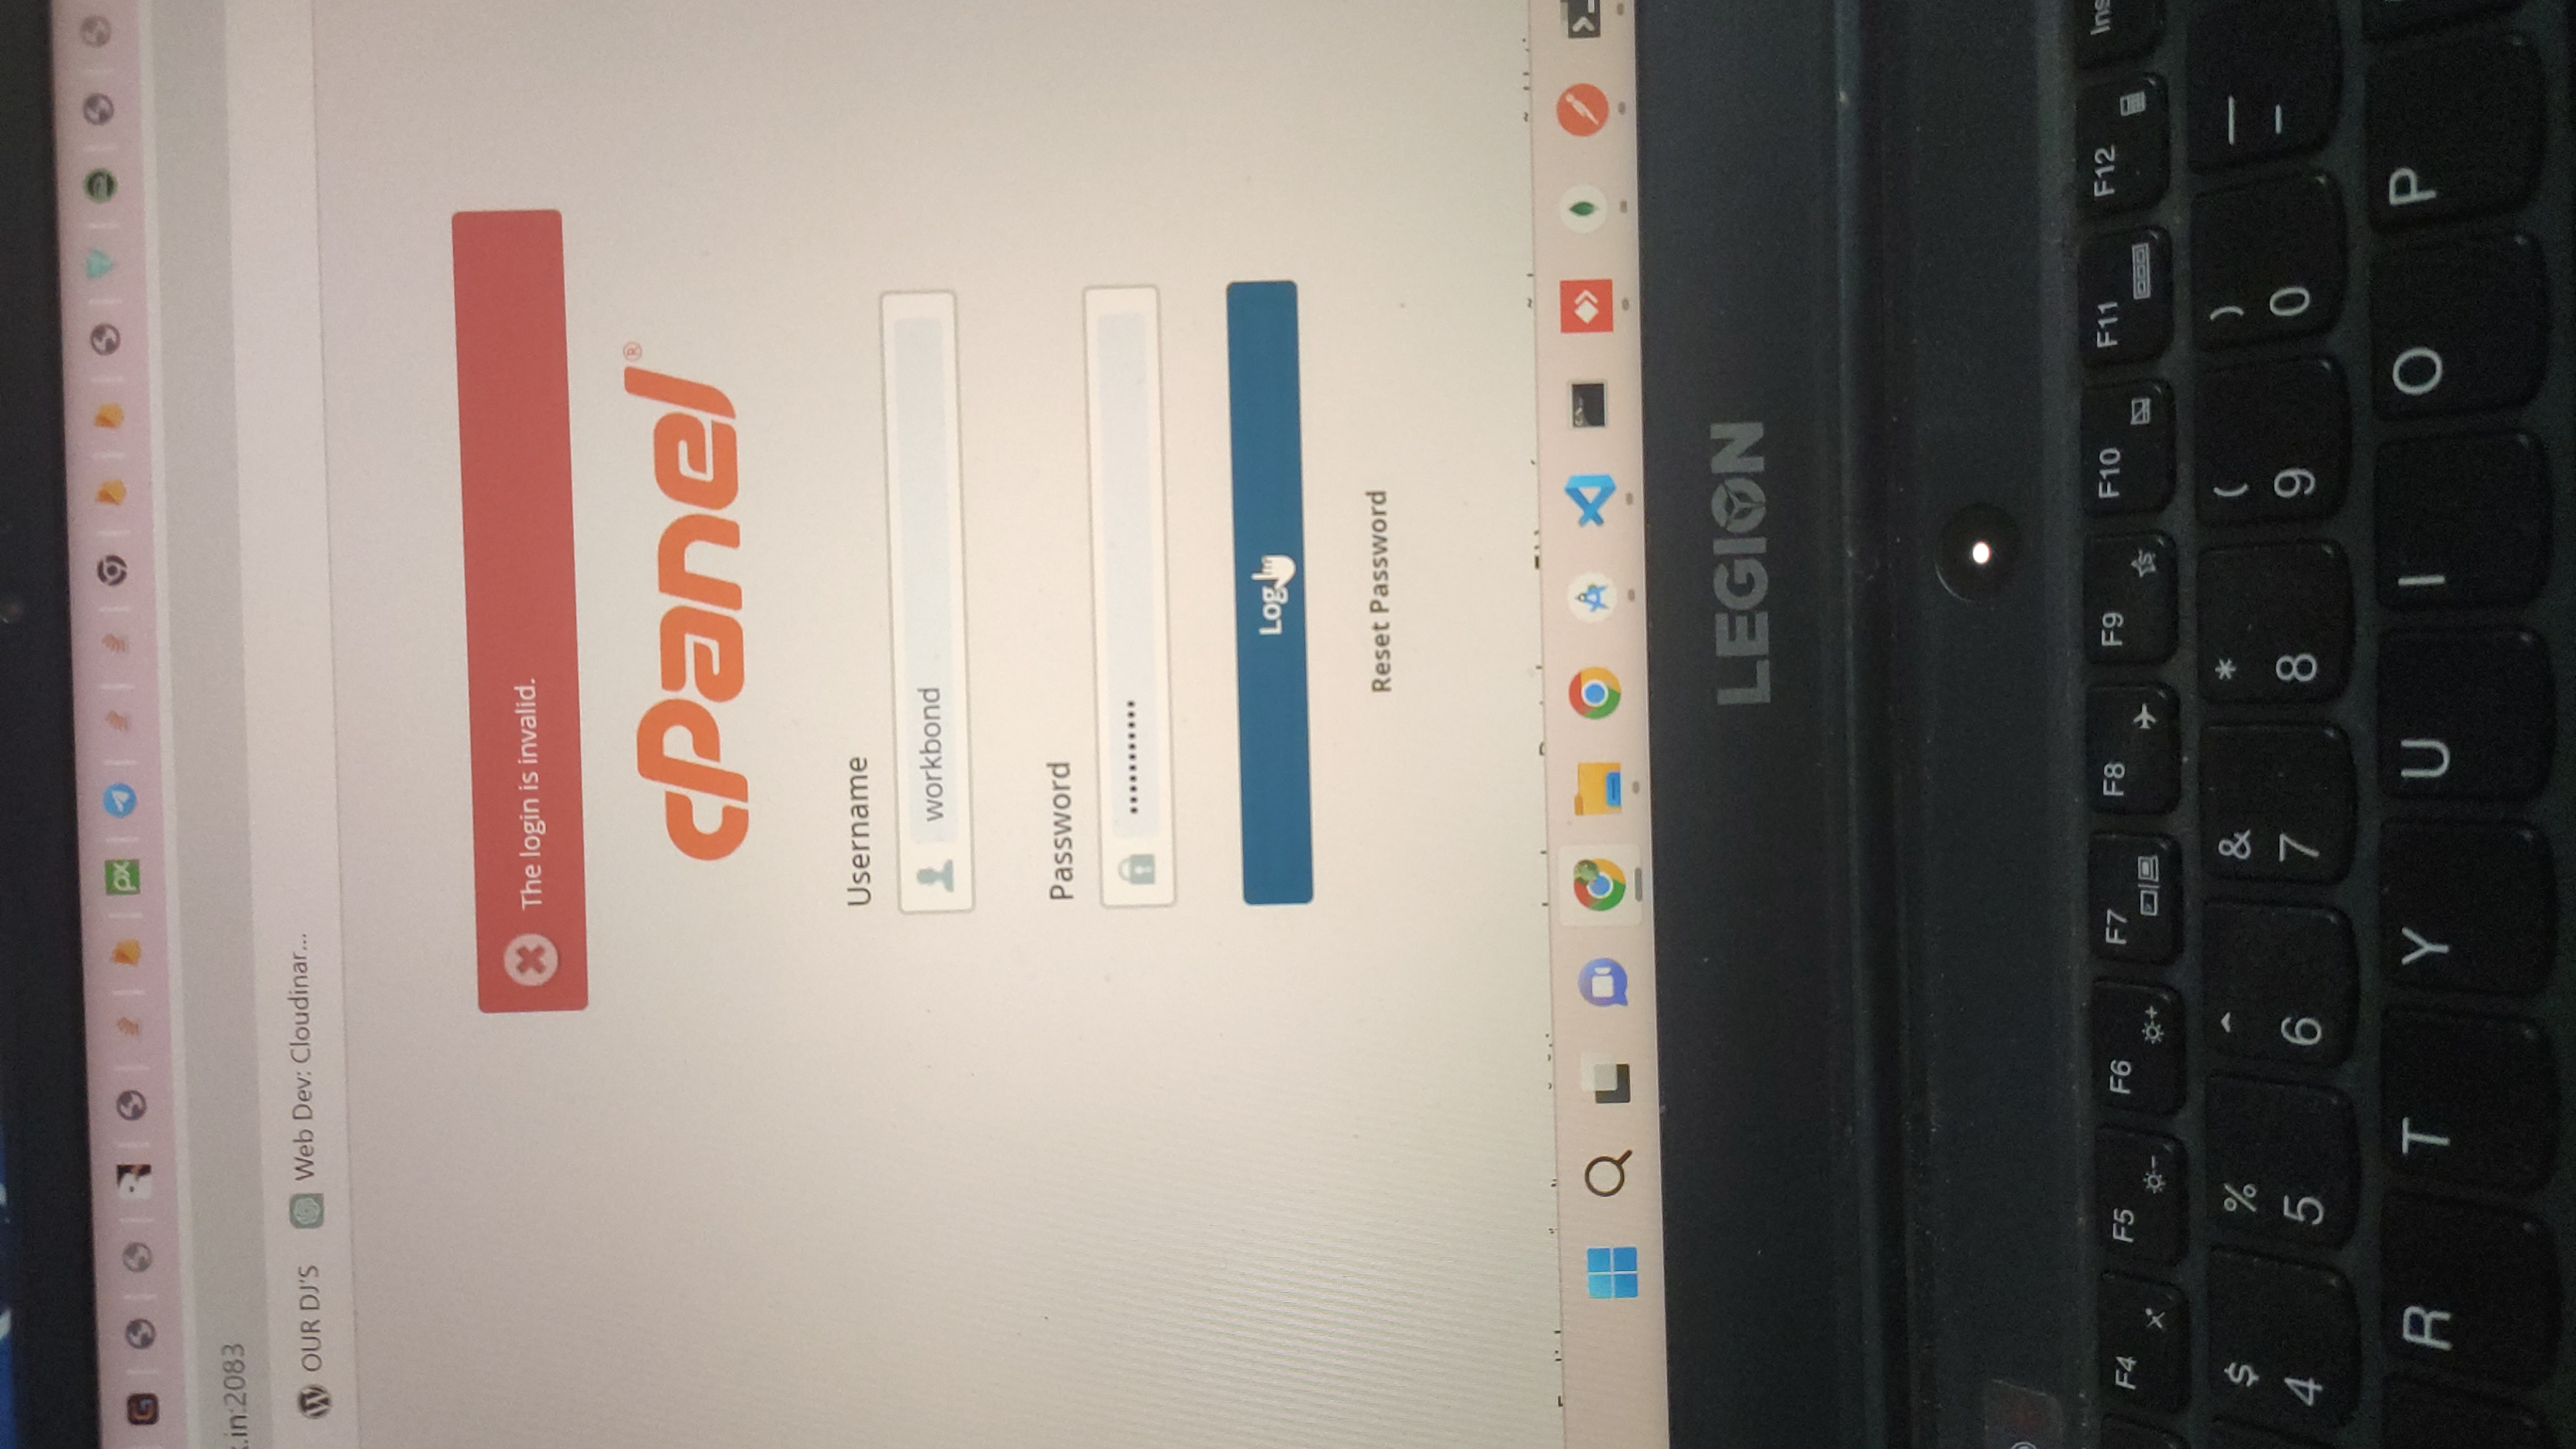 .in:2083
OUR DJ'S Web Dev: Cloudinar...
The login is invalid.
cPanel®
Username
workbond
Password
Log
Reset Password
LEGION
F4 F5 F6 F7 F8 F9 F10 F11 F12 Ins
$ % ^ & * ( ) _
4 5 6 7 8 9 0 -
R T Y U I O P